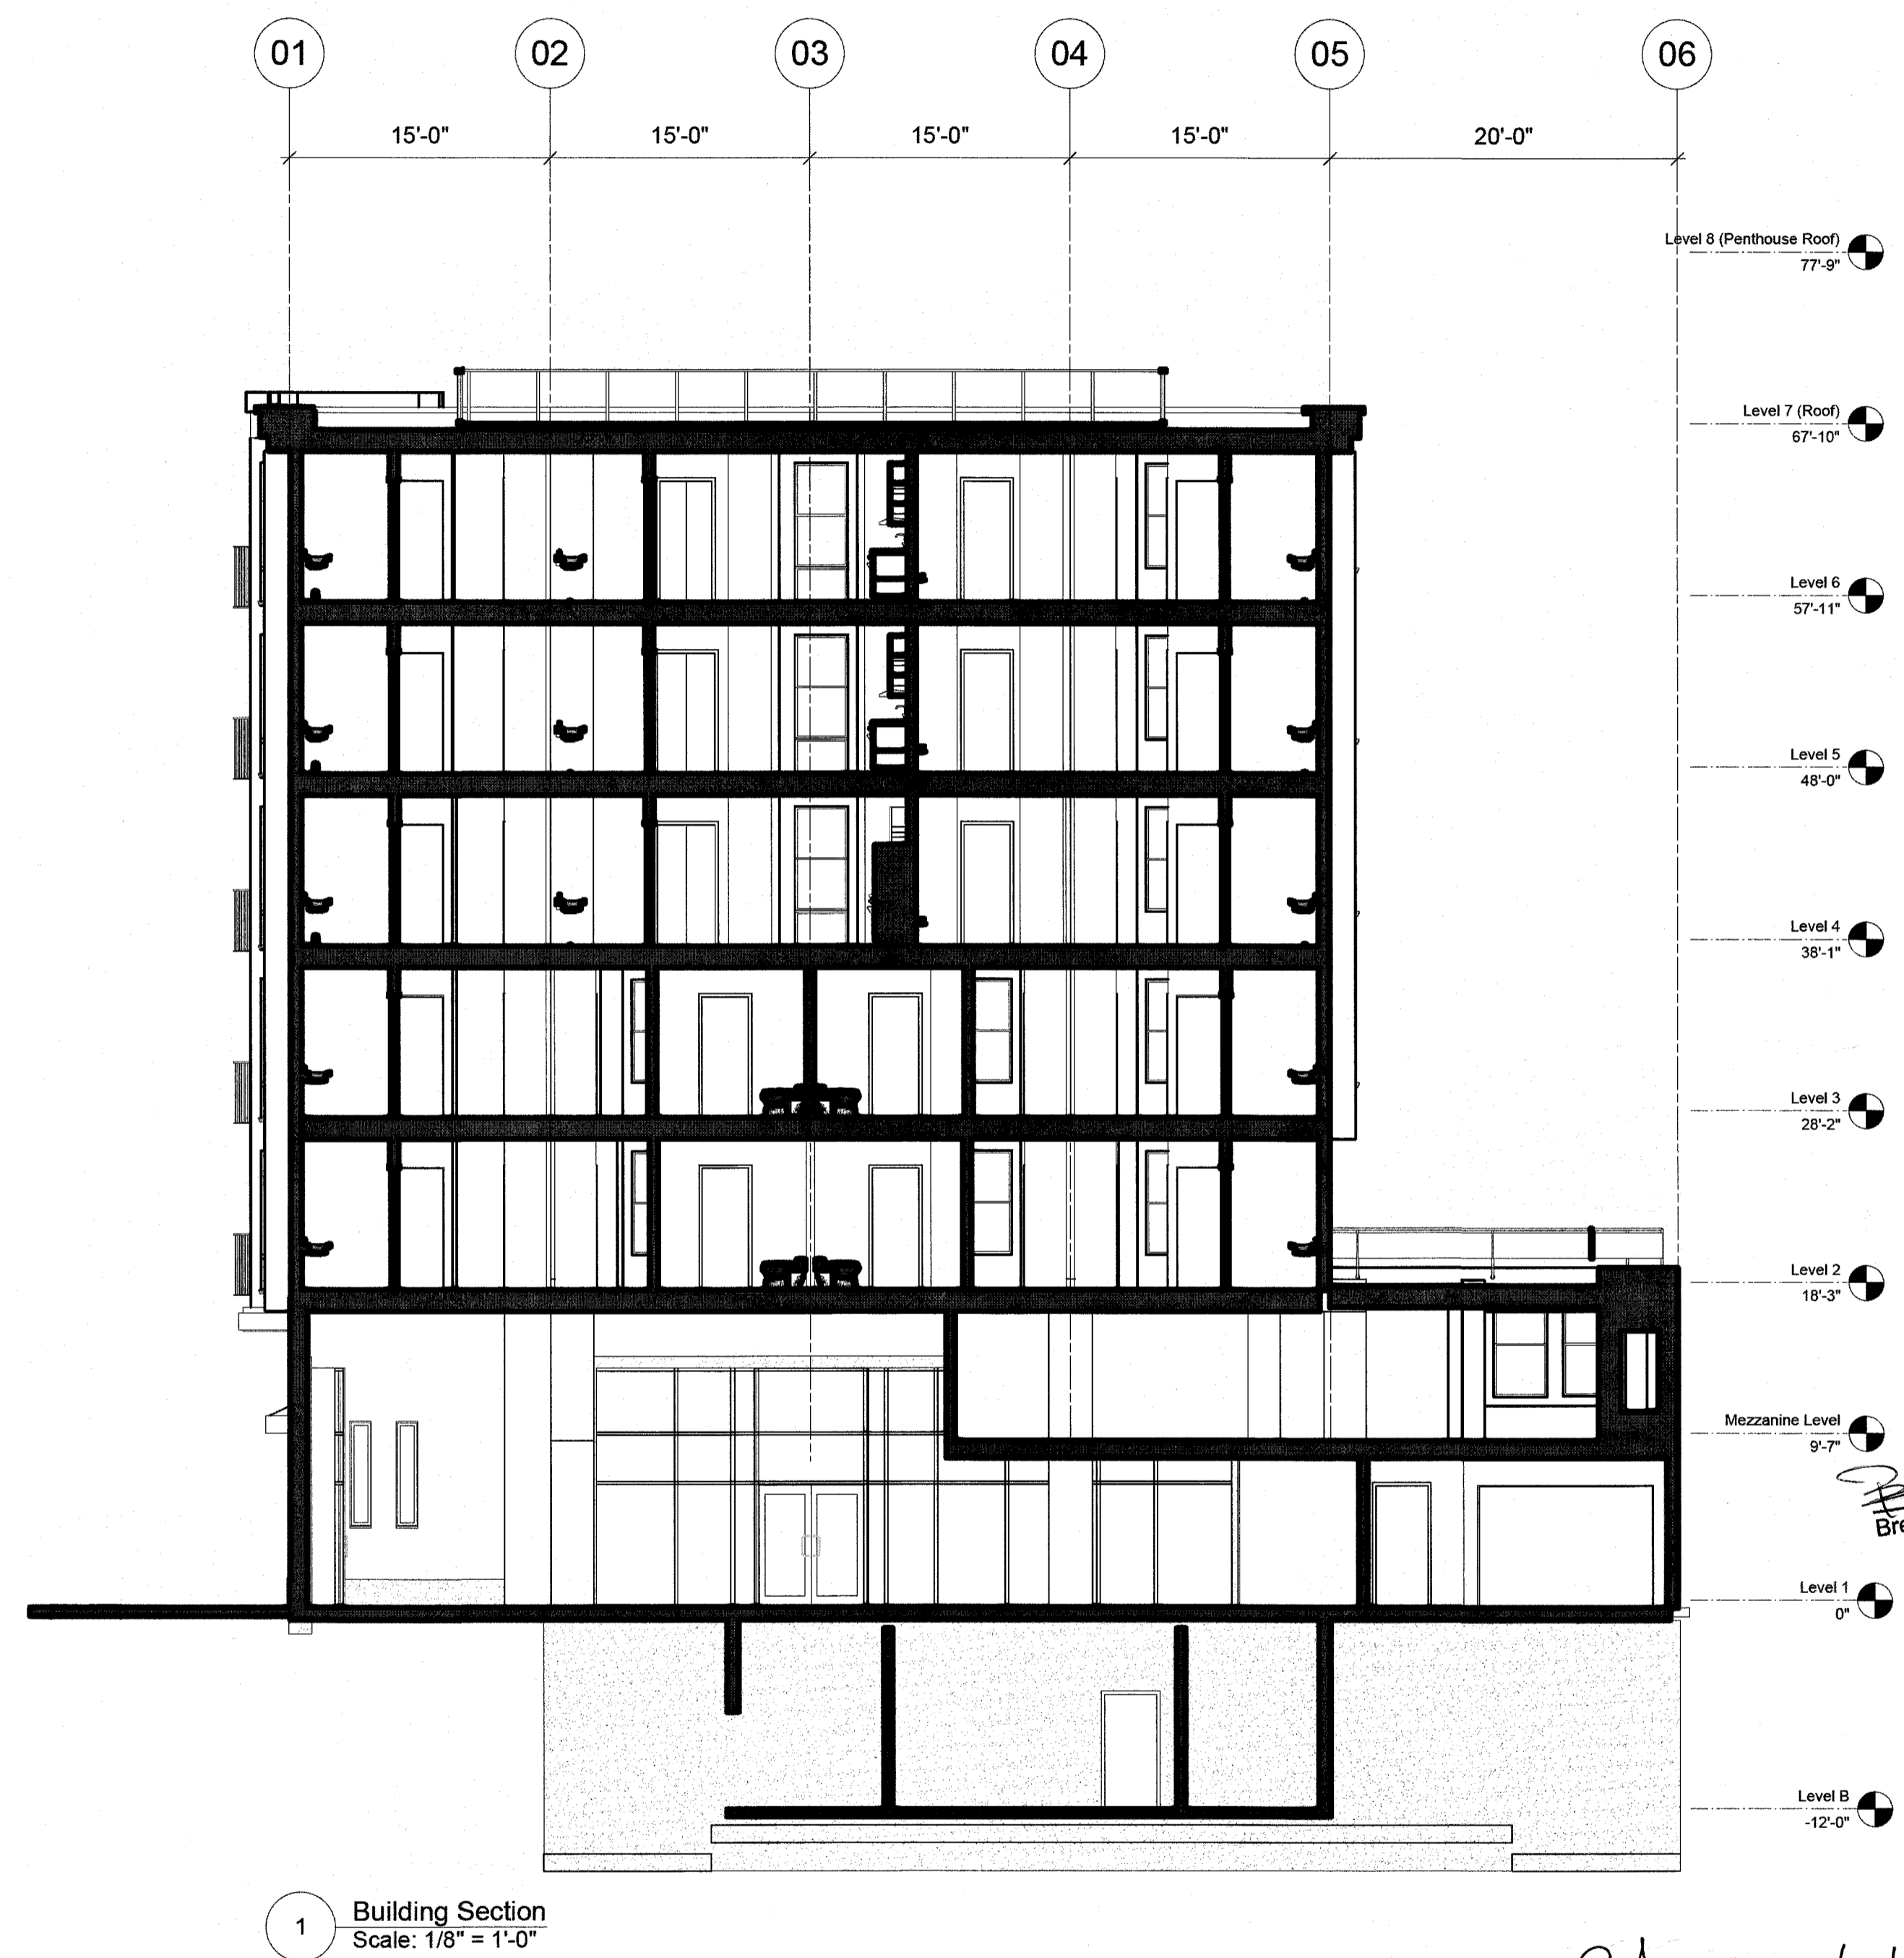 01 02 03 04 05 06
15'-0" 15'-0" 15'-0" 15'-0" 20'-0"
Level 8 (Penthouse Roof)
77'-9"
Level 7 (Roof)
67'-10"
Level 6
57'-11"
Level 5
48'-0"
Level 4
38'-1"
Level 3
28'-2"
Level 2
18'-3"
Mezzanine Level
9'-7"
Level 1
0"
Level B
-12'-0"
1
Building Section
Scale: 1/8" = 1'-0"